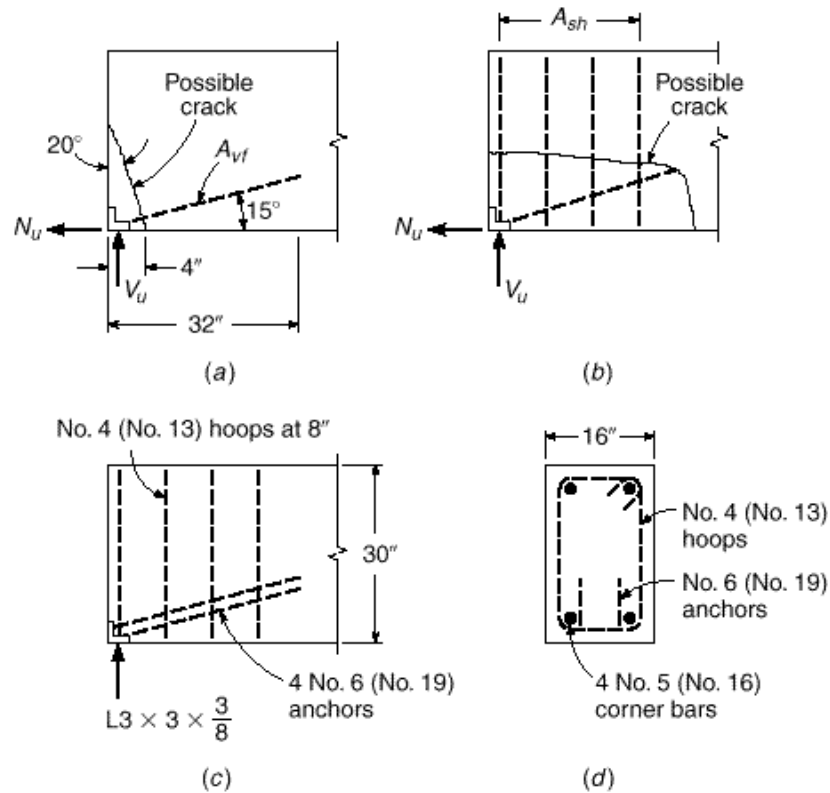 Possible
crack
20°
A_vf
15°
N_u
4″
V_u
32″
(a)
A_sh
Possible
crack
N_u
V_u
(b)
No. 4 (No. 13) hoops at 8″
30″
4 No. 6 (No. 19)
anchors
L3 × 3 × 3/8
(c)
16″
No. 4 (No. 13)
hoops
No. 6 (No. 19)
anchors
4 No. 5 (No. 16)
corner bars
(d)